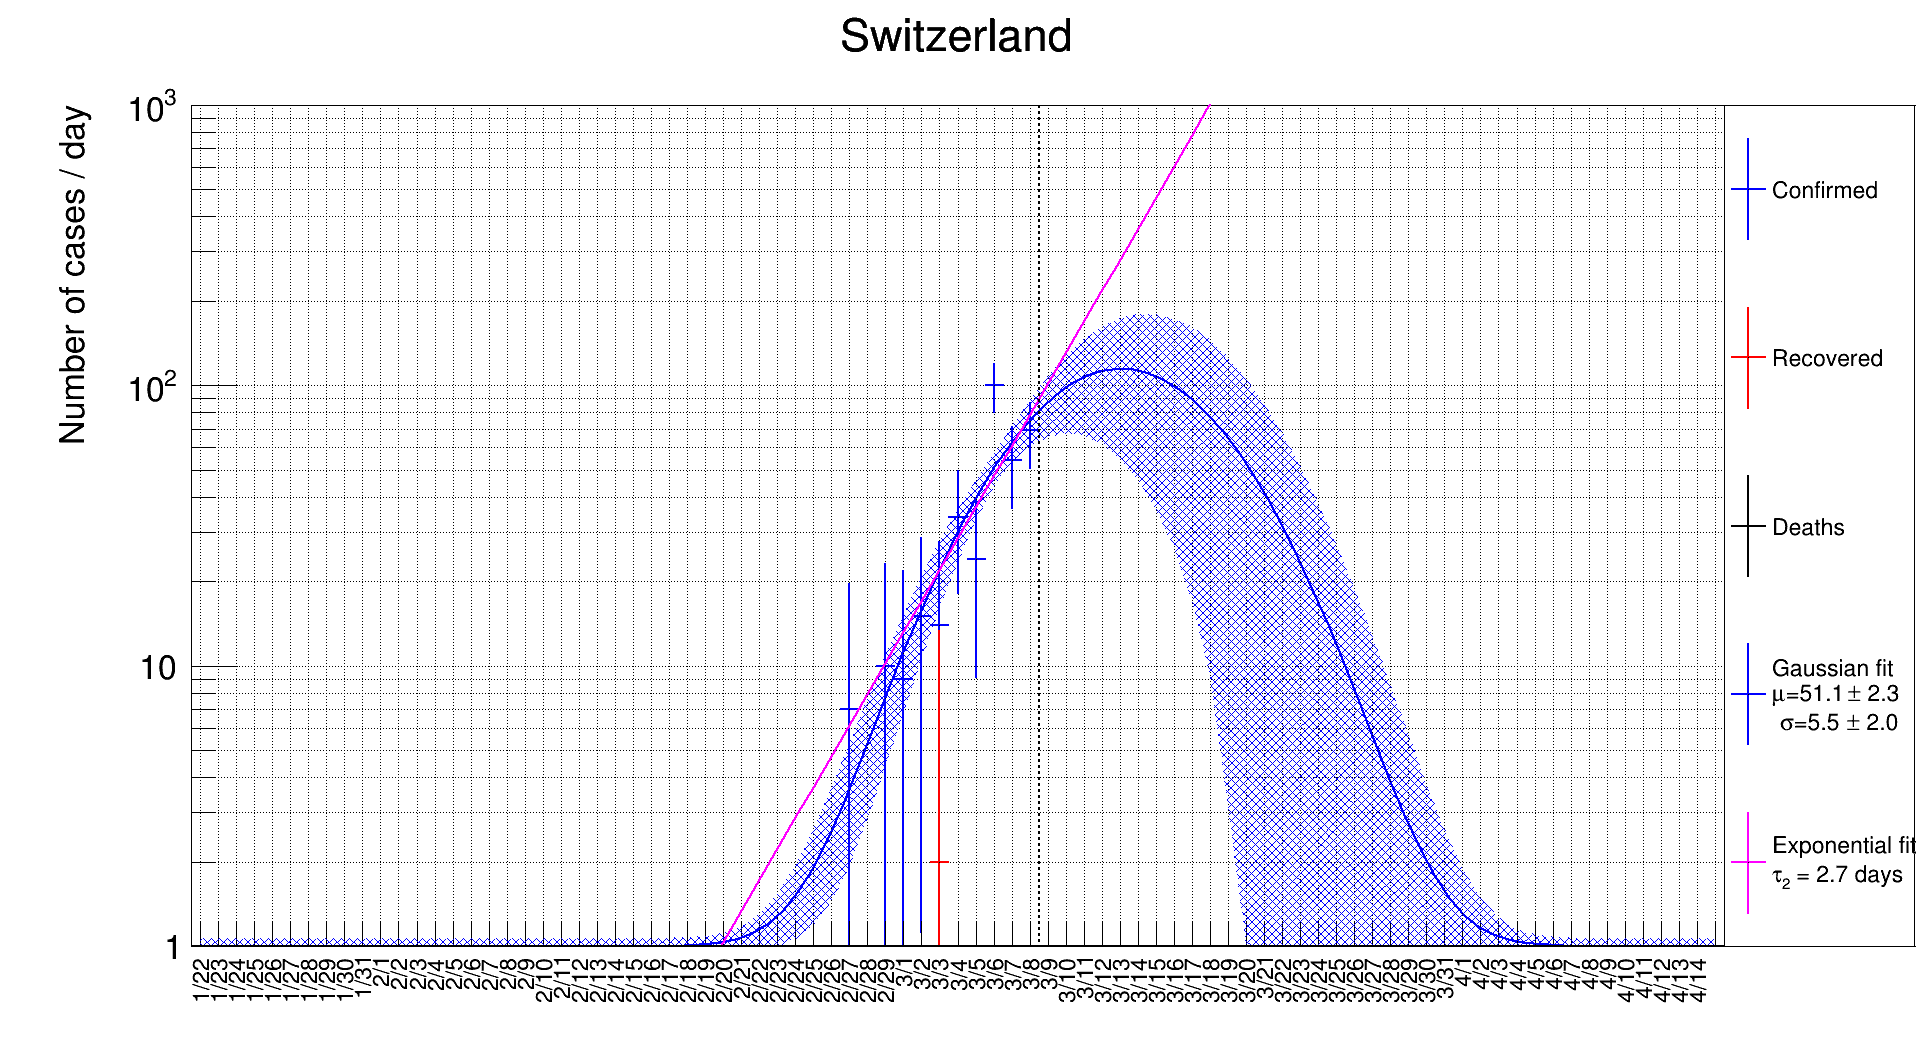 Switzerland
Number of cases / day
10³
10²
10
1
1/22 1/23 1/24 1/25 1/26 1/27 1/28 1/29 1/30 1/31 2/1 2/2 2/3 2/4 2/5 2/6 2/7 2/8 2/9 2/10 2/11 2/12 2/13 2/14 2/15 2/16 2/17 2/18 2/19 2/20 2/21 2/22 2/23 2/24 2/25 2/26 2/27 2/28 2/29 3/1 3/2 3/3 3/4 3/5 3/6 3/7 3/8 3/9 3/10 3/11 3/12 3/13 3/14 3/15 3/16 3/17 3/18 3/19 3/20 3/21 3/22 3/23 3/24 3/25 3/26 3/27 3/28 3/29 3/30 3/31 4/1 4/2 4/3 4/4 4/5 4/6 4/7 4/8 4/9 4/10 4/11 4/12 4/13 4/14
Confirmed
Recovered
Deaths
Gaussian fit
μ=51.1 ± 2.3
σ=5.5 ± 2.0
Exponential fit
τ₂ = 2.7 days